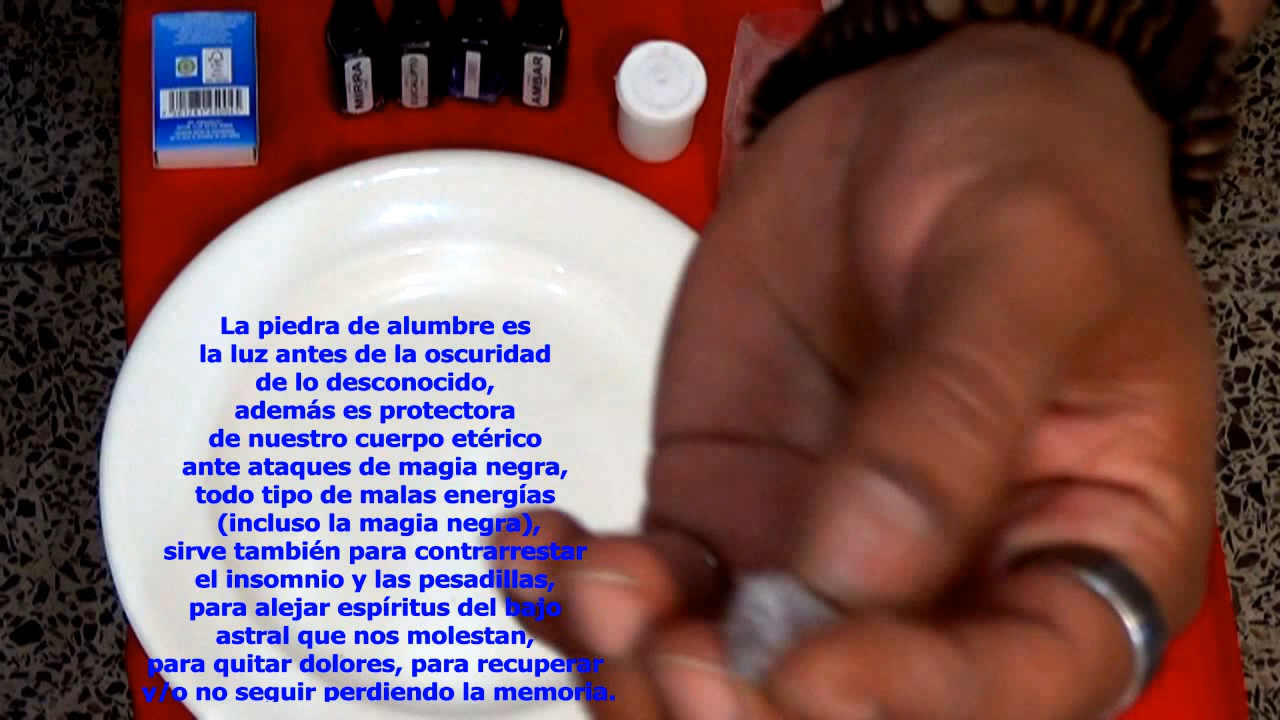 MIRRA
EUCALIPTO
AMBAR
La piedra de alumbre es
la luz antes de la oscuridad
de lo desconocido,
además es protectora
de nuestro cuerpo etérico
ante ataques de magia negra,
todo tipo de malas energías
(incluso la magia negra),
sirve también para contrarrestar
el insomnio y las pesadillas,
para alejar espíritus del bajo
astral que nos molestan,
para quitar dolores, para recuperar
y/o no seguir perdiendo la memoria.